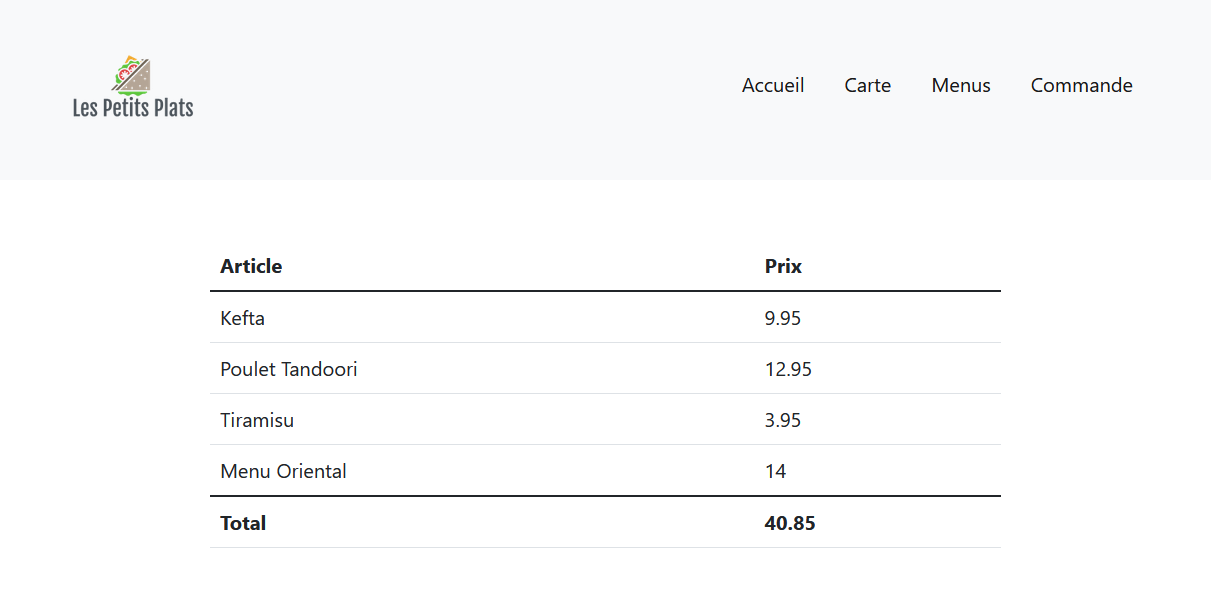 Les Petits Plats
Accueil Carte Menus Commande
Article Prix
Kefta 9.95
Poulet Tandoori 12.95
Tiramisu 3.95
Menu Oriental 14
Total 40.85